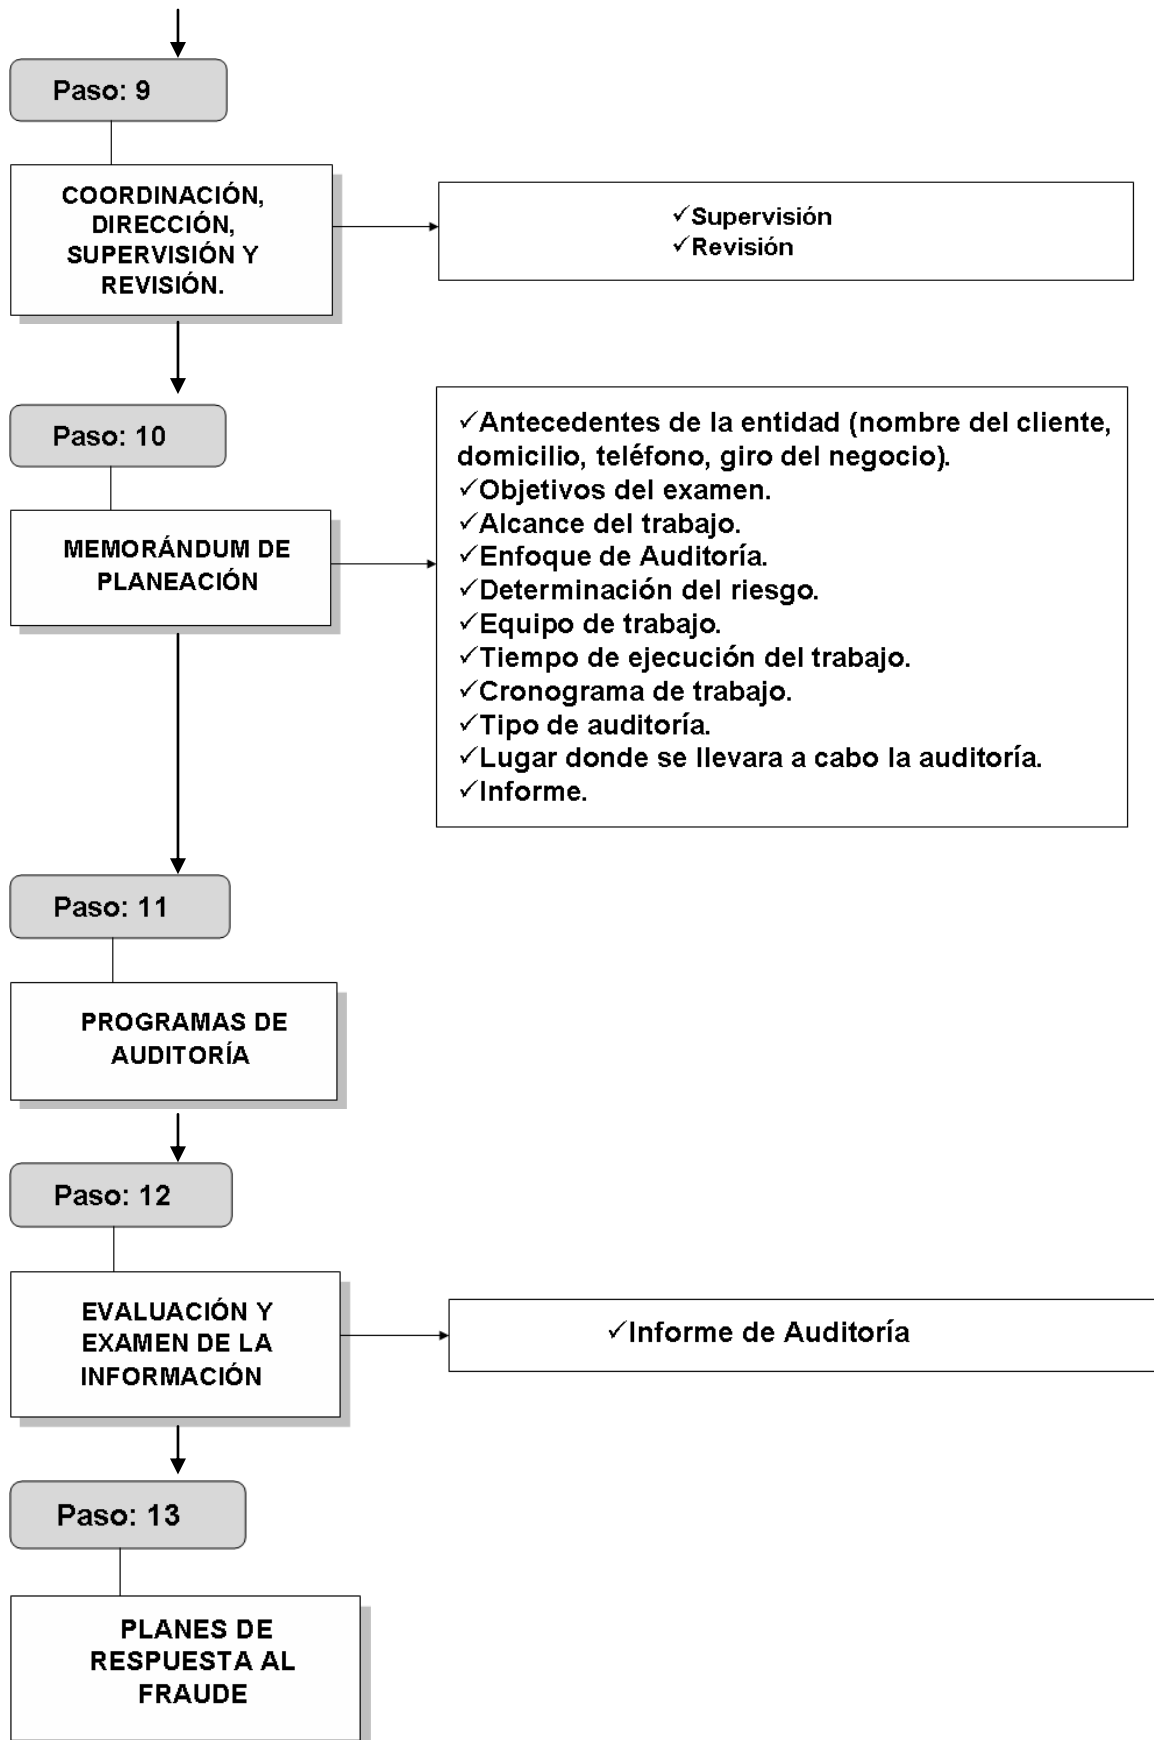 Paso: 9
COORDINACIÓN,
DIRECCIÓN,
SUPERVISIÓN Y
REVISIÓN.
✓Supervisión
✓Revisión
Paso: 10
MEMORÁNDUM DE
PLANEACIÓN
✓Antecedentes de la entidad (nombre del cliente,
domicilio, teléfono, giro del negocio).
✓Objetivos del examen.
✓Alcance del trabajo.
✓Enfoque de Auditoría.
✓Determinación del riesgo.
✓Equipo de trabajo.
✓Tiempo de ejecución del trabajo.
✓Cronograma de trabajo.
✓Tipo de auditoría.
✓Lugar donde se llevara a cabo la auditoría.
✓Informe.
Paso: 11
PROGRAMAS DE
AUDITORÍA
Paso: 12
EVALUACIÓN Y
EXAMEN DE LA
INFORMACIÓN
✓Informe de Auditoría
Paso: 13
PLANES DE
RESPUESTA AL
FRAUDE